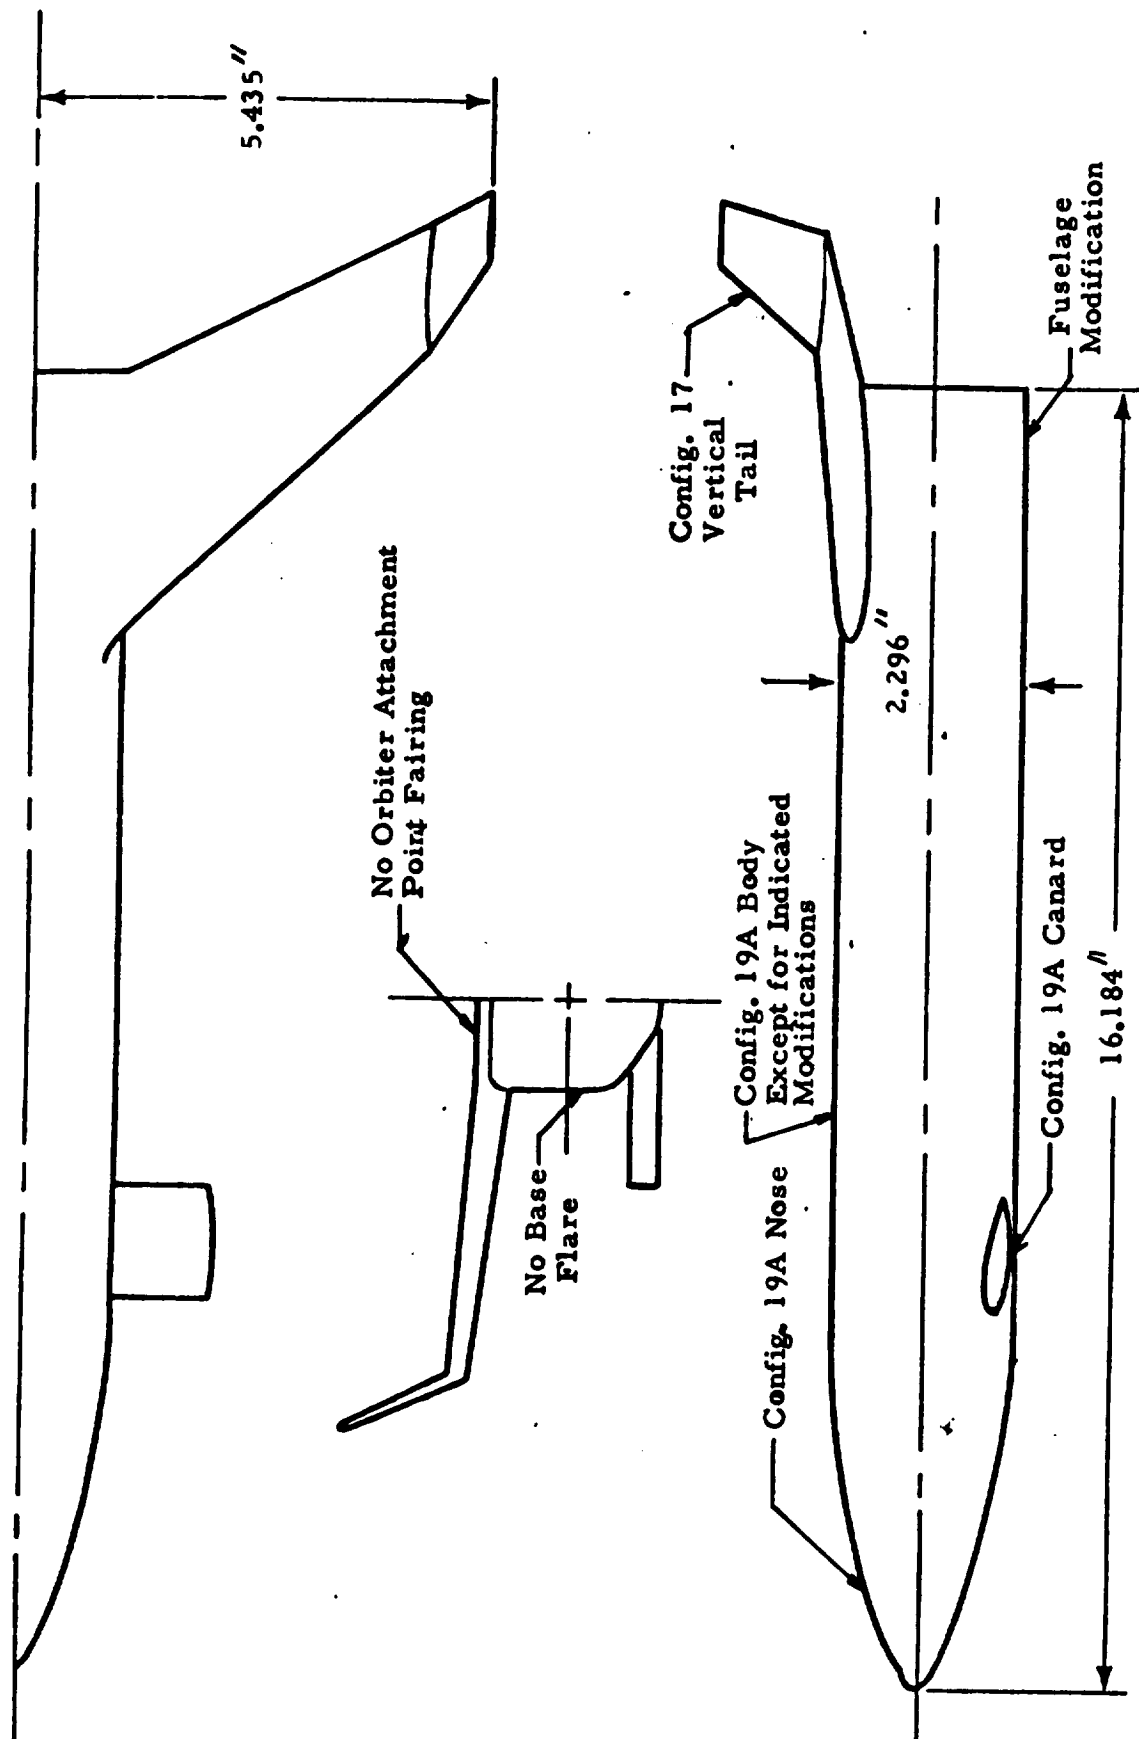 5.435"
No Orbiter Attachment
Point Fairing
No Base
Flare
Config. 17
Vertical
Tail
2.296"
Config. 19A Nose
Config. 19A Body
Except for Indicated
Modifications
Fuselage
Modification
Config. 19A Canard
16.184"